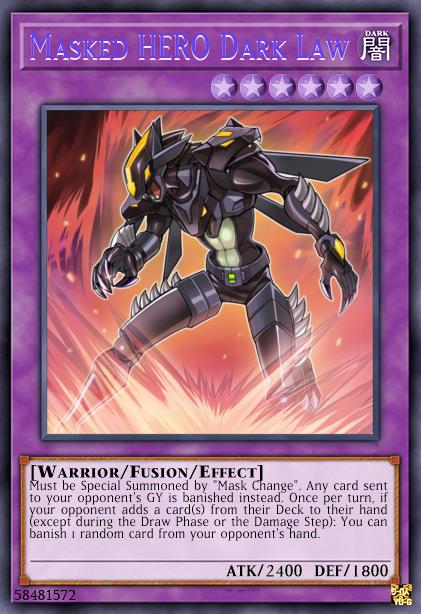 Masked HERO Dark Law
DARK
闇
[Warrior/Fusion/Effect]
Must be Special Summoned by "Mask Change". Any card sent
to your opponent's GY is banished instead. Once per turn, if
your opponent adds a card(s) from their Deck to their hand
(except during the Draw Phase or the Damage Step): You can
banish 1 random card from your opponent's hand.
ATK/2400 DEF/1800
58481572